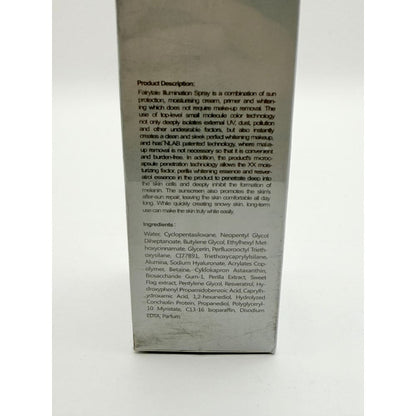 Product Description:
Fairytale Illumination Spray is a combination of sun
protection, moisturising cream, primer and whiten-
ing which does not require make-up removal. The
use of top-level small molecule color technology
not only deeply isolates external UV, dust, pollution
and other undesirable factors, but also instantly
creates a clean and sleek perfect whitening makeup,
and has"NLAB patented technology, where make-
up removal is not necessary so that it is convenient
and burden-free. In addition, the product's microc-
apsule penetration technology allows the XX mois-
turizing factor, perilla whitening essence and resver-
atrol essence in the product to penetrate deep into
the skin cells and deeply inhibit the formation of
melanin. The sunscreen also promotes the skin's
after-sun repair, leaving the skin comfortable all day
long. While quickly creating snowy skin, long-term
use can make the skin truly white easily.
Ingredients :
Water, Cyclopentasiloxane, Neopentyl Glycol
Diheptanoate, Butylene Glycol, Ethylhexyl Met
hoxycinnamate, Glycerin, Perfluorooctyl Trieth-
oxysilane, CI77891, Triethoxycaprylylsilane,
Alumina, Sodium Hyaluronate, Acrylates Cop-
olymer, Betaine, Cyklokapron Astaxanthin,
Biosaccharide Gum-1, Perilla Extract, Sweet
Flag extract, Pentylene Glycol, Resveratrol, Hy-
droxyphenyl Propamidobenzoic Acid, Caprylh-
ydroxamic Acid, 1,2-hexanediol, Hydrolyzed
Conchiolin Protein, Propanediol, Polyglyceryl-
10 Myristate, C13-16 Isoparaffin, Disodium
EDTA, Parfum